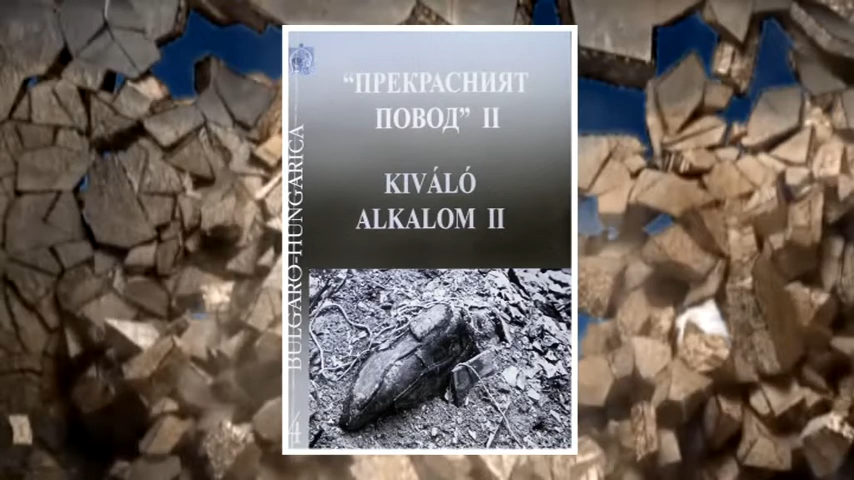 “ПРЕКРАСНИЯТ
ПОВОД” II
KIVÁLÓ
ALKALOM II
BULGARO-HUNGARICA